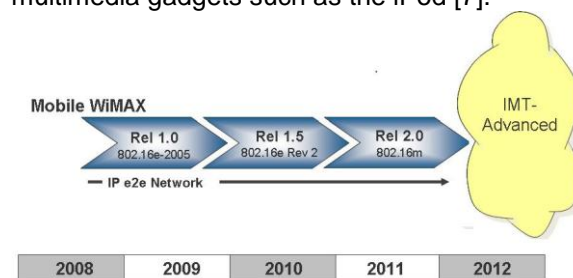 multimedia gadgets such as the iPod [7].
Mobile WiMAX
Rel 1.0
802.16e-2005
Rel 1.5
802.16e Rev 2
Rel 2.0
802.16m
IMT-
Advanced
IP e2e Network
2008 2009 2010 2011 2012